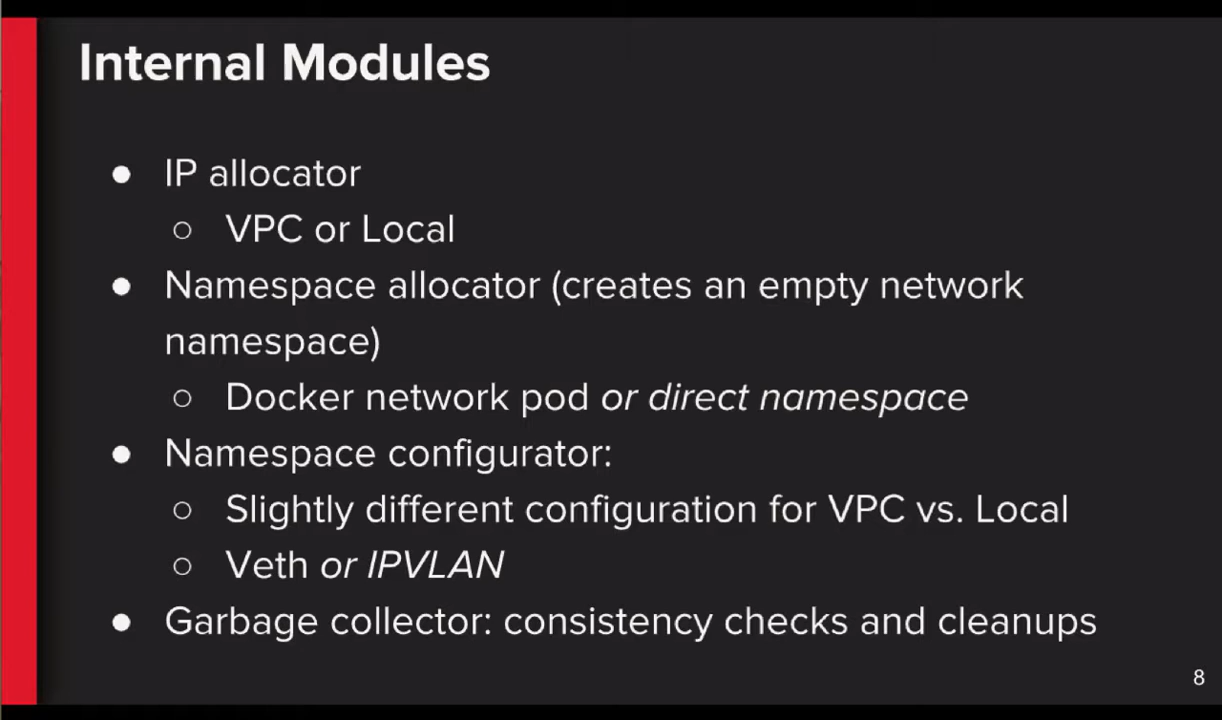 Internal Modules
● IP allocator
○ VPC or Local
● Namespace allocator (creates an empty network
namespace)
○ Docker network pod or direct namespace
● Namespace configurator:
○ Slightly different configuration for VPC vs. Local
○ Veth or IPVLAN
● Garbage collector: consistency checks and cleanups
8